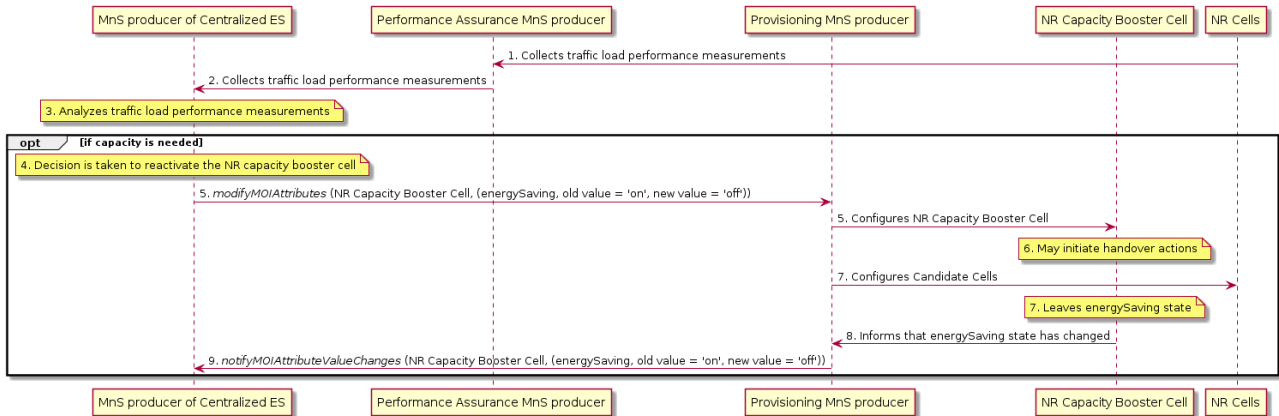 MnS producer of Centralized ES
Performance Assurance MnS producer
Provisioning MnS producer
NR Capacity Booster Cell
NR Cells
1. Collects traffic load performance measurements
2. Collects traffic load performance measurements
3. Analyzes traffic load performance measurements
opt [if capacity is needed]
4. Decision is taken to reactivate the NR capacity booster cell
5. modifyMOIAttributes (NR Capacity Booster Cell, (energySaving, old value = 'on', new value = 'off'))
5. Configures NR Capacity Booster Cell
6. May initiate handover actions
7. Configures Candidate Cells
7. Leaves energySaving state
8. Informs that energySaving state has changed
9. notifyMOIAttributeValueChanges (NR Capacity Booster Cell, (energySaving, old value = 'on', new value = 'off'))
MnS producer of Centralized ES
Performance Assurance MnS producer
Provisioning MnS producer
NR Capacity Booster Cell
NR Cells